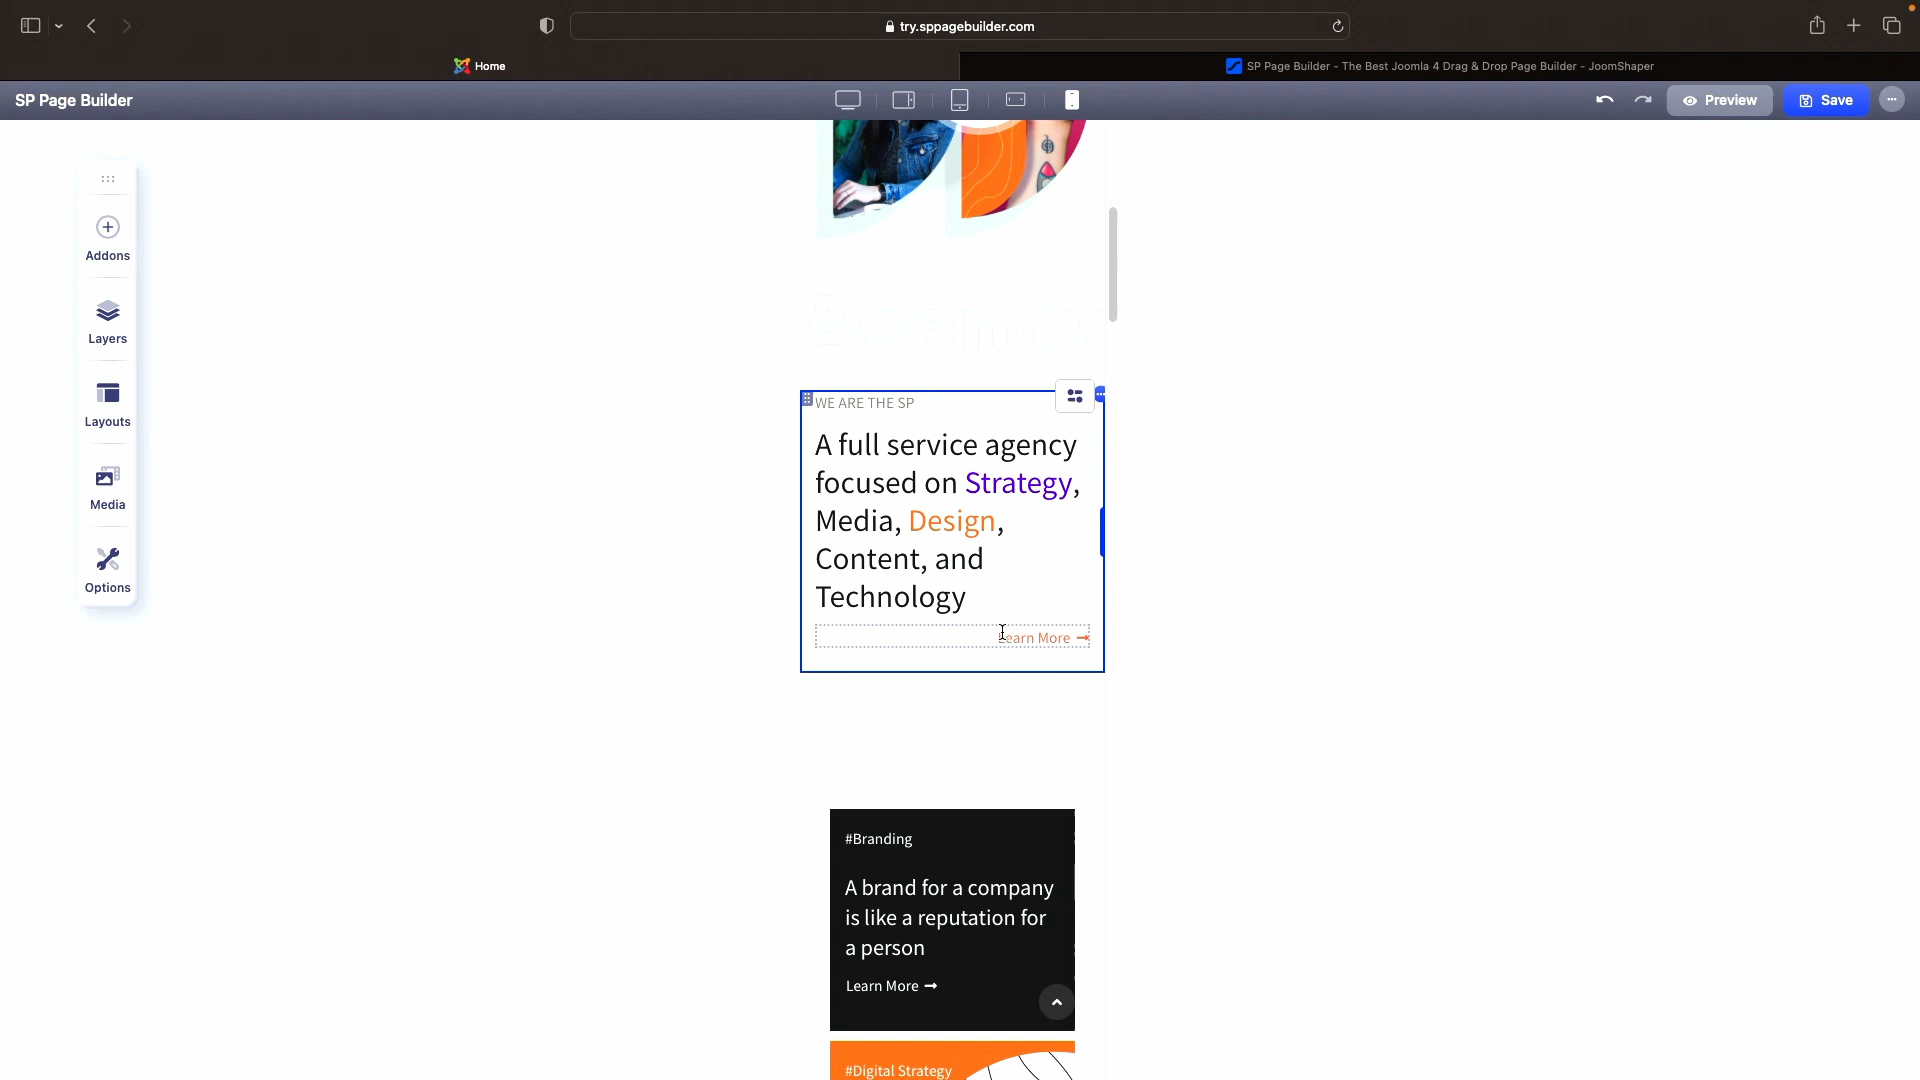 try.sppagebuilder.com
Home
SP Page Builder - The Best Joomla 4 Drag & Drop Page Builder - JoomShaper
SP Page Builder
Preview
Save
Addons
Layers
Layouts
Media
Options
Agency
WE ARE THE SP
A full service agency
focused on Strategy,
Media, Design,
Content, and
Technology
Learn More
#Branding
A brand for a company
is like a reputation for
a person
Learn More
#Digital Strategy